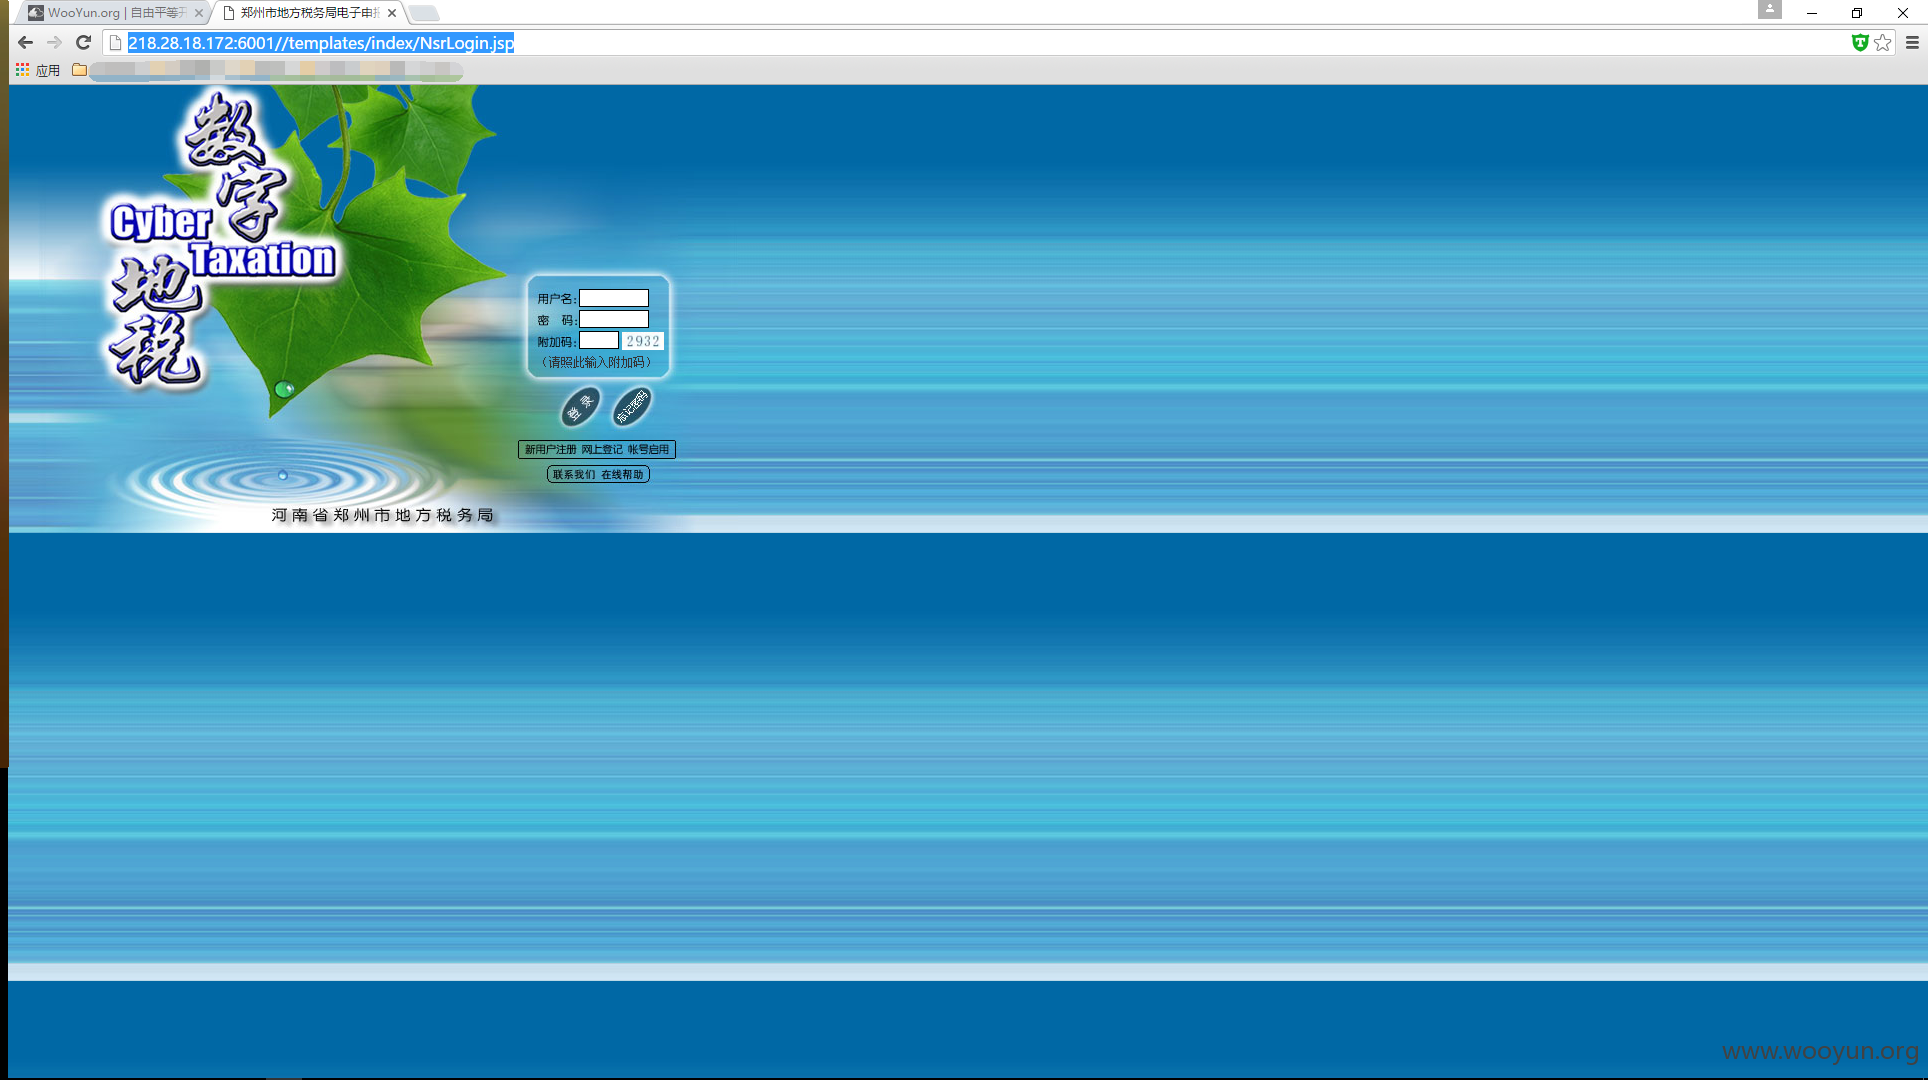 WooYun.org | 自由平等开
郑州市地方税务局电子申报
218.28.18.172:6001//templates/index/NsrLogin.jsp
应用
数字
Cyber
Taxation
地税
用户名:
密 码:
附加码: 2932
（请照此输入附加码）
登 录 忘记密码
新用户注册 网上登记 帐号启用
联系我们 在线帮助
河南省郑州市地方税务局
www.wooyun.org